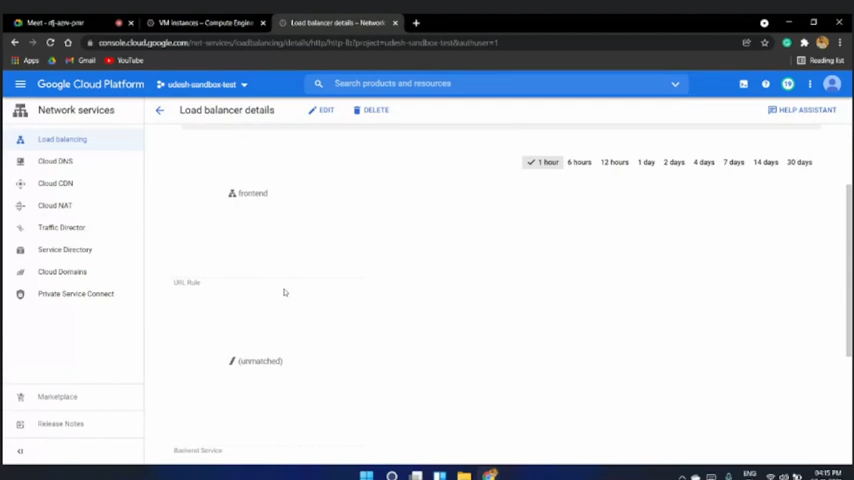 Meet - rfj-azrv-pmr
VM instances – Compute Engin
Load balancer details – Network
console.cloud.google.com/net-services/loadbalancing/details/http/http-lb?project=udesh-sandbox-test&authuser=1
Apps
Gmail
YouTube
Reading list
Google Cloud Platform
udesh-sandbox-test
Search products and resources
19
Network services
Load balancer details
EDIT
DELETE
HELP ASSISTANT
Load balancing
Cloud DNS
Cloud CDN
Cloud NAT
Traffic Director
Service Directory
Cloud Domains
Private Service Connect
1 hour
6 hours
12 hours
1 day
2 days
4 days
7 days
14 days
30 days
frontend
URL Rule
(unmatched)
Backend Service
Marketplace
Release Notes
ENG
04:15 PM